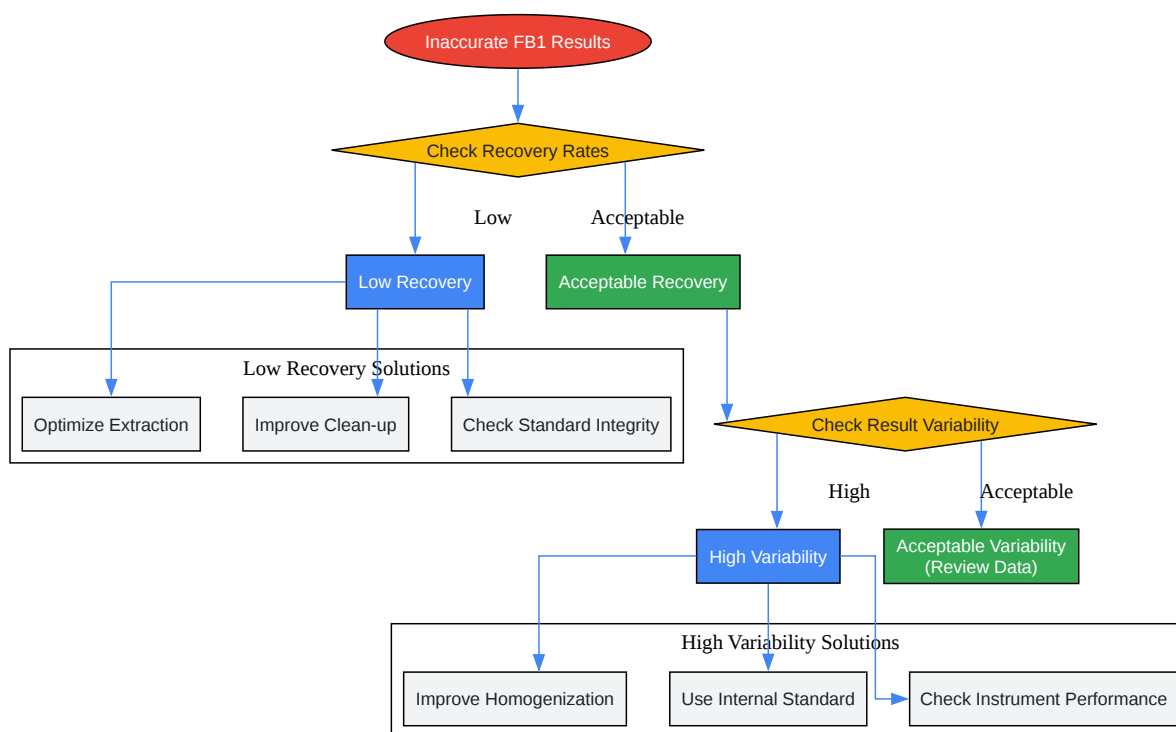 Inaccurate FB1 Results
Check Recovery Rates
Low
Acceptable
Low Recovery
Acceptable Recovery
Low Recovery Solutions
Optimize Extraction
Improve Clean-up
Check Standard Integrity
Check Result Variability
High
Acceptable
High Variability
Acceptable Variability
(Review Data)
High Variability Solutions
Improve Homogenization
Use Internal Standard
Check Instrument Performance